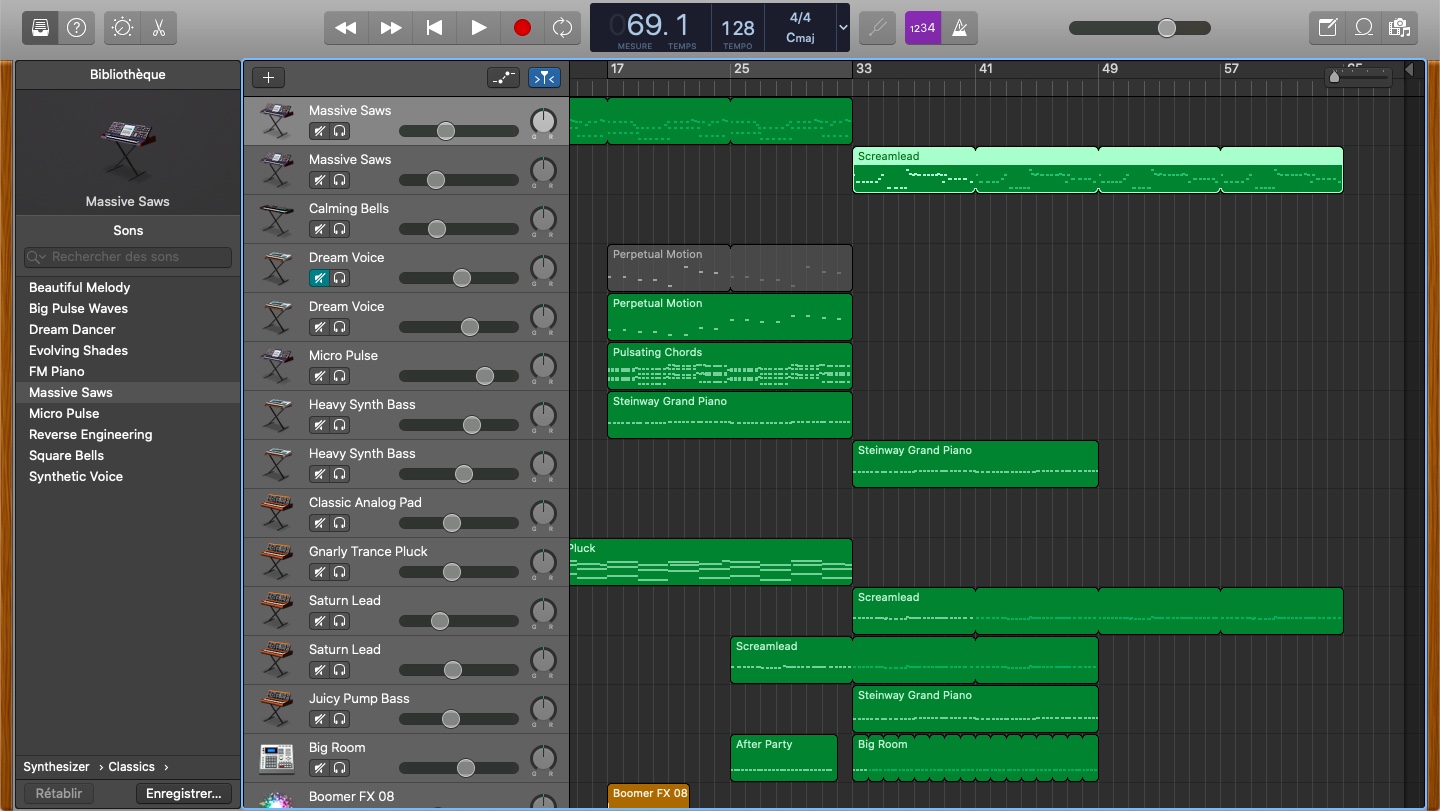 069. 1
128
4/4
Cmaj
MESURE TEMPS
TEMPO
1234
Bibliothèque
Massive Saws
Sons
Rechercher des sons
Beautiful Melody
Big Pulse Waves
Dream Dancer
Evolving Shades
FM Piano
Massive Saws
Micro Pulse
Reverse Engineering
Square Bells
Synthetic Voice
Synthesizer › Classics ›
Rétablir
Enregistrer...
17 25 33 41 49 57 65
Massive Saws
G R
Massive Saws
G R
Screamlead
Calming Bells
G R
Dream Voice
G R
Perpetual Motion
Dream Voice
G R
Perpetual Motion
Micro Pulse
G R
Pulsating Chords
Heavy Synth Bass
G R
Steinway Grand Piano
Heavy Synth Bass
G R
Steinway Grand Piano
Classic Analog Pad
G R
Gnarly Trance Pluck
G R
Pluck
Saturn Lead
G R
Screamlead
Saturn Lead
G R
Screamlead
Juicy Pump Bass
G R
Steinway Grand Piano
Big Room
G R
After Party
Big Room
Boomer FX 08
Boomer FX 08